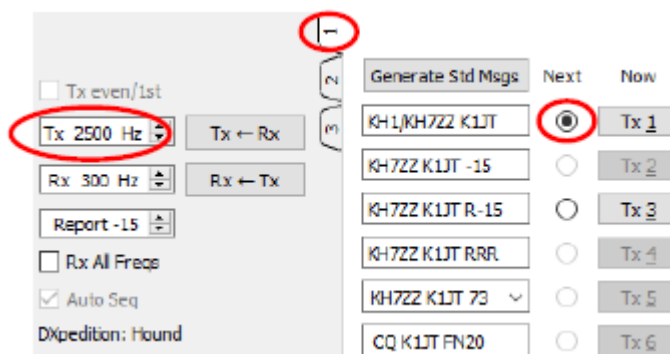 1
2
3
Tx even/1st
Tx 2500 Hz
Tx ← Rx
Rx 300 Hz
Rx ← Tx
Report -15
Rx All Freqs
Auto Seq
DXpedition: Hound
Generate Std Msgs Next Now
KH1/KH7ZZ K1JT Tx 1
KH7ZZ K1JT -15 Tx 2
KH7ZZ K1JT R-15 Tx 3
KH7ZZ K1JT RRR Tx 4
KH7ZZ K1JT 73 Tx 5
CQ K1JT FN20 Tx 6